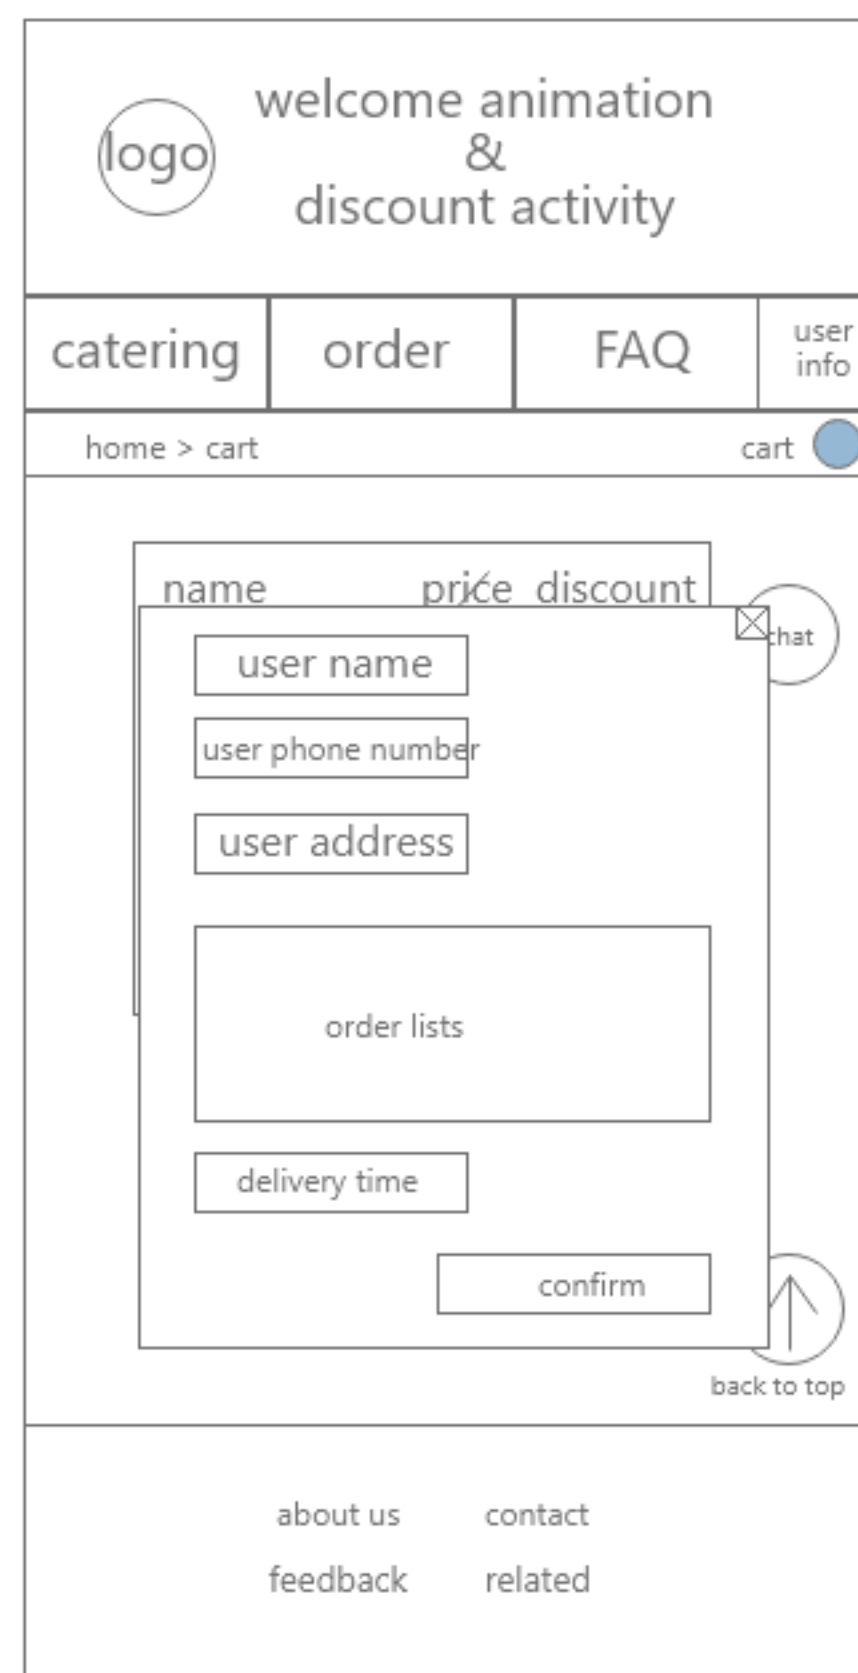 logo
welcome animation
&
discount activity
catering
order
FAQ
user
info
home > cart
cart
name
price
discount
chat
user name
user phone number
user address
order lists
delivery time
confirm
back to top
about us
contact
feedback
related